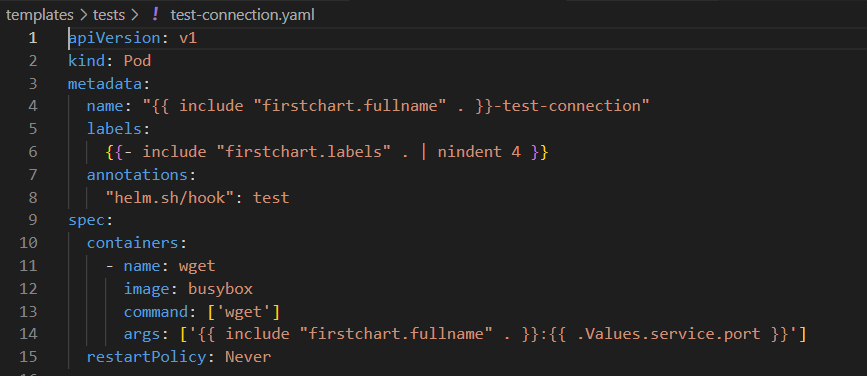 templates > tests > ! test-connection.yaml
1 apiVersion: v1
2 kind: Pod
3 metadata:
4   name: "{{ include "firstchart.fullname" . }}-test-connection"
5   labels:
6     {{- include "firstchart.labels" . | nindent 4 }}
7   annotations:
8     "helm.sh/hook": test
9 spec:
10   containers:
11     - name: wget
12       image: busybox
13       command: ['wget']
14       args: ['{{ include "firstchart.fullname" . }}:{{ .Values.service.port }}']
15   restartPolicy: Never